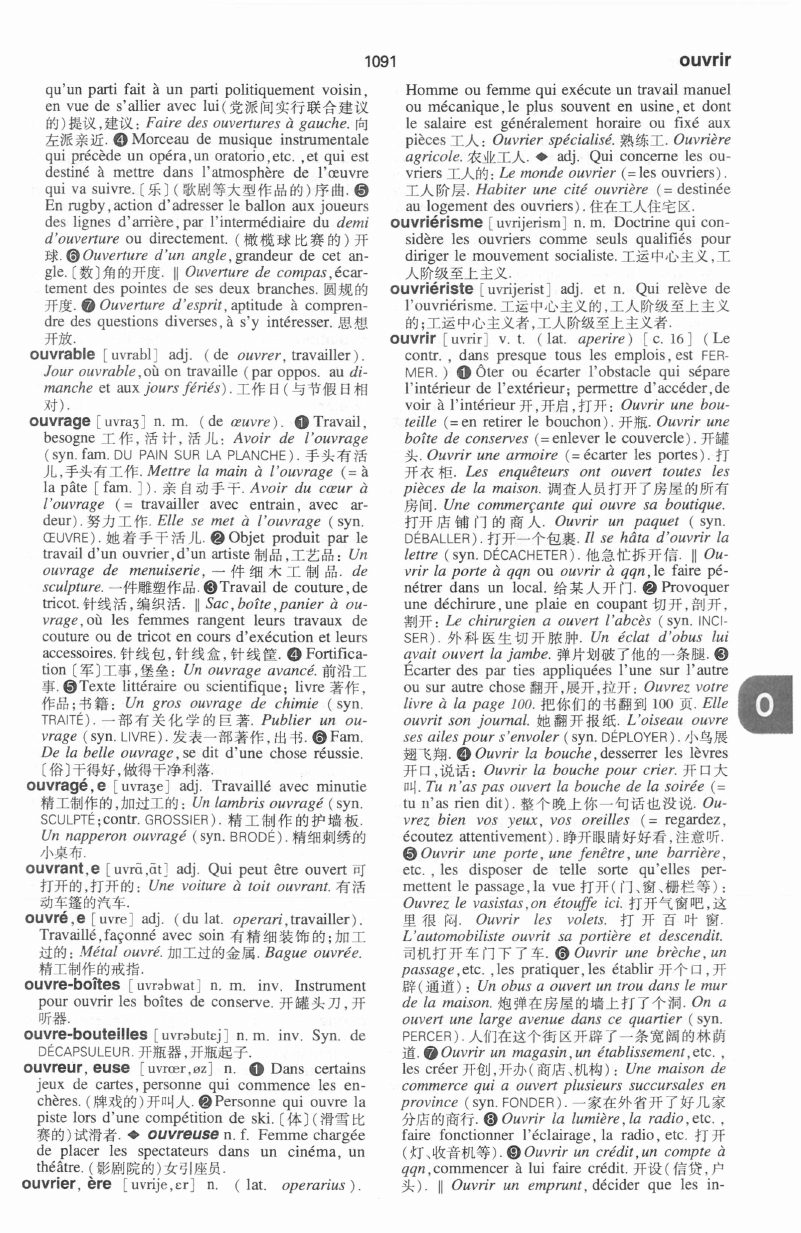 1091
ouvrir
qu'un parti fait à un parti politiquement voisin,
en vue de s'allier avec lui(党派间实行联合建议
的)提议,建议: Faire des ouvertures à gauche. 向
左派亲近. ❹ Morceau de musique instrumentale
qui précède un opéra,un oratorio,etc. ,et qui est
destiné à mettre dans l'atmosphère de l'œuvre
qui va suivre. [乐] (歌剧等大型作品的)序曲. ❺
En rugby,action d'adresser le ballon aux joueurs
des lignes d'arrière,par l'intermédiaire du demi
d'ouverture ou directement. (橄榄球比赛的)开
球. ❻ Ouverture d'un angle,grandeur de cet an-
gle. [数]角的开度. ‖ Ouverture de compas,écar-
tement des pointes de ses deux branches. 圆规的
开度. ❼ Ouverture d'esprit, aptitude à compren-
dre des questions diverses,à s'y intéresser. 思想
开放.
ouvrable [uvrabl] adj. (de ouvrer, travailler).
Jour ouvrable,où on travaille (par oppos. au di-
manche et aux jours fériés). 工作日(与节假日相
对).
ouvrage [uvraʒ] n. m. (de œuvre). ❶ Travail,
besogne 工作, 活计, 活儿: Avoir de l'ouvrage
(syn. fam. DU PAIN SUR LA PLANCHE). 手头有活
儿,手头有工作. Mettre la main à l'ouvrage (= à
la pâte [fam.]). 亲自动手干. Avoir du cœur à
l'ouvrage (= travailler avec entrain, avec ar-
deur). 努力工作. Elle se met à l'ouvrage (syn.
ŒUVRE). 她着手干活儿. ❷ Objet produit par le
travail d'un ouvrier,d'un artiste 制品,工艺品: Un
ouvrage de menuiserie, 一件细木工制品. de
sculpture. 一件雕塑作品. ❸ Travail de couture,de
tricot. 针线活,编织活. ‖ Sac,boîte,panier à ou-
vrage,où les femmes rangent leurs travaux de
couture ou de tricot en cours d'exécution et leurs
accessoires. 针线包,针线盒,针线筐. ❹ Fortifica-
tion [军]工事,堡垒: Un ouvrage avancé. 前沿工
事. ❺ Texte littéraire ou scientifique; livre 著作,
作品;书籍: Un gros ouvrage de chimie (syn.
TRAITÉ). 一部有关化学的巨著. Publier un ou-
vrage (syn. LIVRE). 发表一部著作,出书. ❻ Fam.
De la belle ouvrage, se dit d'une chose réussie.
[俗]干得好,做得干净利落.
ouvragé, e [uvraʒe] adj. Travaillé avec minutie
精工制作的,加过工的: Un lambris ouvragé (syn.
SCULPTÉ;contr. GROSSIER). 精工制作的护墙板.
Un napperon ouvragé (syn. BRODÉ). 精细刺绣的
小桌布.
ouvrant,e [uvrɑ̃,ɑ̃t] adj. Qui peut être ouvert 可
打开的,打开的: Une voiture à toit ouvrant. 有活
动车篷的汽车.
ouvré, e [uvre] adj. (du lat. operari,travailler).
Travaillé,façonné avec soin 有精细装饰的;加工
过的: Métal ouvré. 加工过的金属. Bague ouvrée.
精工制作的戒指.
ouvre-boîtes [uvrəbwat] n. m. inv. Instrument
pour ouvrir les boîtes de conserve. 开罐头刀,开
听器.
ouvre-bouteilles [uvrəbutɛj] n. m. inv. Syn. de
DÉCAPSULEUR. 开瓶器,开瓶起子.
ouvreur, euse [uvrœr,øz] n. ❶ Dans certains
jeux de cartes, personne qui commence les en-
chères. (牌戏的)开叫人. ❷ Personne qui ouvre la
piste lors d'une compétition de ski. [体](滑雪比
赛的)试滑者. ◆ ouvreuse n. f. Femme chargée
de placer les spectateurs dans un cinéma, un
théâtre. (影剧院的)女引座员.
ouvrier, ère [uvrije,ɛr] n. (lat. operarius).
Homme ou femme qui exécute un travail manuel
ou mécanique,le plus souvent en usine,et dont
le salaire est généralement horaire ou fixé aux
pièces 工人: Ouvrier spécialisé. 熟练工. Ouvrière
agricole. 农业工人. ◆ adj. Qui concerne les ou-
vriers 工人的: Le monde ouvrier (= les ouvriers).
工人阶层. Habiter une cité ouvrière (= destinée
au logement des ouvriers). 住在工人住宅区.
ouvriérisme [uvrijerism] n. m. Doctrine qui con-
sidère les ouvriers comme seuls qualifiés pour
diriger le mouvement socialiste. 工运中心主义,工
人阶级至上主义.
ouvriériste [uvrijerist] adj. et n. Qui relève de
l'ouvriérisme. 工运中心主义的,工人阶级至上主义
的;工运中心主义者,工人阶级至上主义者.
ouvrir [uvrir] v. t. (lat. aperire) [c. 16] (Le
contr. , dans presque tous les emplois, est FER-
MER. ) ❶ Ôter ou écarter l'obstacle qui sépare
l'intérieur de l'extérieur; permettre d'accéder,de
voir à l'intérieur 开,开启,打开: Ouvrir une bou-
teille (= en retirer le bouchon). 开瓶. Ouvrir une
boîte de conserves (= enlever le couvercle). 开罐
头. Ouvrir une armoire (= écarter les portes). 打
开衣柜. Les enquêteurs ont ouvert toutes les
pièces de la maison. 调查人员打开了房屋的所有
房间. Une commerçante qui ouvre sa boutique.
打开店铺门的商人. Ouvrir un paquet (syn.
DÉBALLER). 打开一个包裹. Il se hâta d'ouvrir la
lettre (syn. DÉCACHETER). 他急忙拆开信. ‖ Ou-
vrir la porte à qqn ou ouvrir à qqn,le faire pé-
nétrer dans un local. 给某人开门. ❷ Provoquer
une déchirure,une plaie en coupant 切开,剖开,
割开: Le chirurgien a ouvert l'abcès (syn. INCI-
SER). 外科医生切开脓肿. Un éclat d'obus lui
avait ouvert la jambe. 弹片划破了他的一条腿. ❸
Écarter des par ties appliquées l'une sur l'autre
ou sur autre chose 翻开,展开,拉开: Ouvrez votre
livre à la page 100. 把你们的书翻到 100 页. Elle
ouvrit son journal. 她翻开报纸. L'oiseau ouvre
ses ailes pour s'envoler (syn. DÉPLOYER). 小鸟展
翅飞翔. ❹ Ouvrir la bouche, desserrer les lèvres
开口,说话: Ouvrir la bouche pour crier. 开口大
叫. Tu n'as pas ouvert la bouche de la soirée (=
tu n'as rien dit). 整个晚上你一句话也没说. Ou-
vrez bien vos yeux, vos oreilles (= regardez,
écoutez attentivement). 睁开眼睛好好看,注意听.
❺ Ouvrir une porte, une fenêtre, une barrière,
etc. , les disposer de telle sorte qu'elles per-
mettent le passage,la vue 打开(门、窗、栅栏等):
Ouvrez le vasistas,on étouffe ici. 打开气窗吧,这
里很闷. Ouvrir les volets. 打开百叶窗.
L'automobiliste ouvrit sa portière et descendit.
司机打开车门下了车. ❻ Ouvrir une brèche, un
passage,etc. ,les pratiquer,les établir 开个口,开
辟(通道): Un obus a ouvert un trou dans le mur
de la maison. 炮弹在房屋的墙上打了个洞. On a
ouvert une large avenue dans ce quartier (syn.
PERCER). 人们在这个街区开辟了一条宽阔的林荫
道. ❼ Ouvrir un magasin,un établissement,etc. ,
les créer 开创,开办(商店、机构): Une maison de
commerce qui a ouvert plusieurs succursales en
province (syn. FONDER). 一家在外省开了好几家
分店的商行. ❽ Ouvrir la lumière,la radio,etc. ,
faire fonctionner l'éclairage, la radio, etc. 打开
(灯、收音机等). ❾ Ouvrir un crédit,un compte à
qqn,commencer à lui faire crédit. 开设(信贷,户
头). ‖ Ouvrir un emprunt, décider que les in-
O